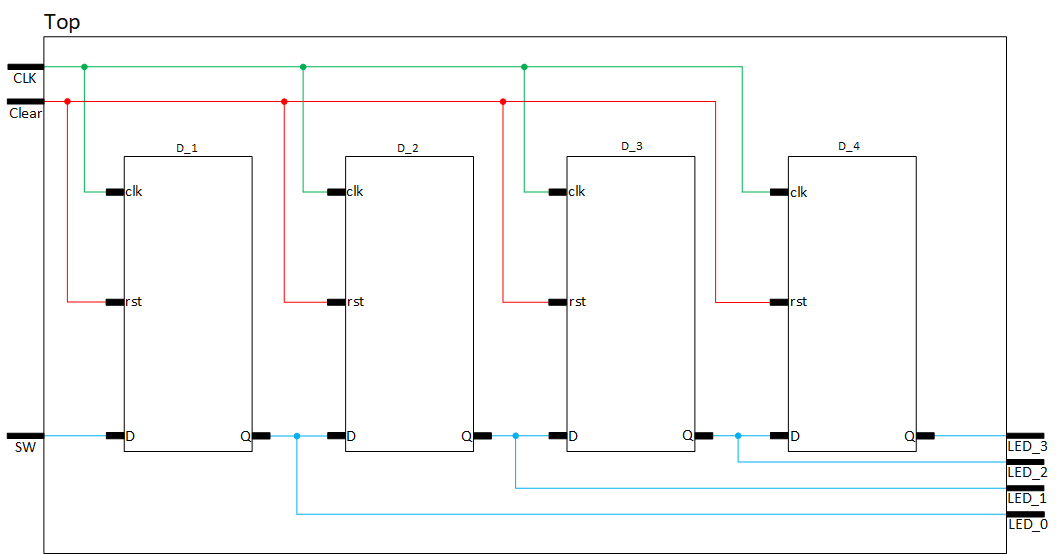 Top
CLK
Clear
D_1
D_2
D_3
D_4
clk
clk
clk
clk
rst
rst
rst
rst
SW
D
Q
D
Q
D
Q
D
Q
LED_3
LED_2
LED_1
LED_0